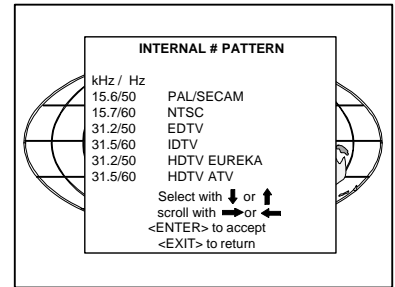 INTERNAL # PATTERN
kHz / Hz
15.6/50 PAL/SECAM
15.7/60 NTSC
31.2/50 EDTV
31.5/60 IDTV
31.2/50 HDTV EUREKA
31.5/60 HDTV ATV
Select with ⬇ or ⬆
scroll with ➡ or ⬅
<ENTER> to accept
<EXIT> to return